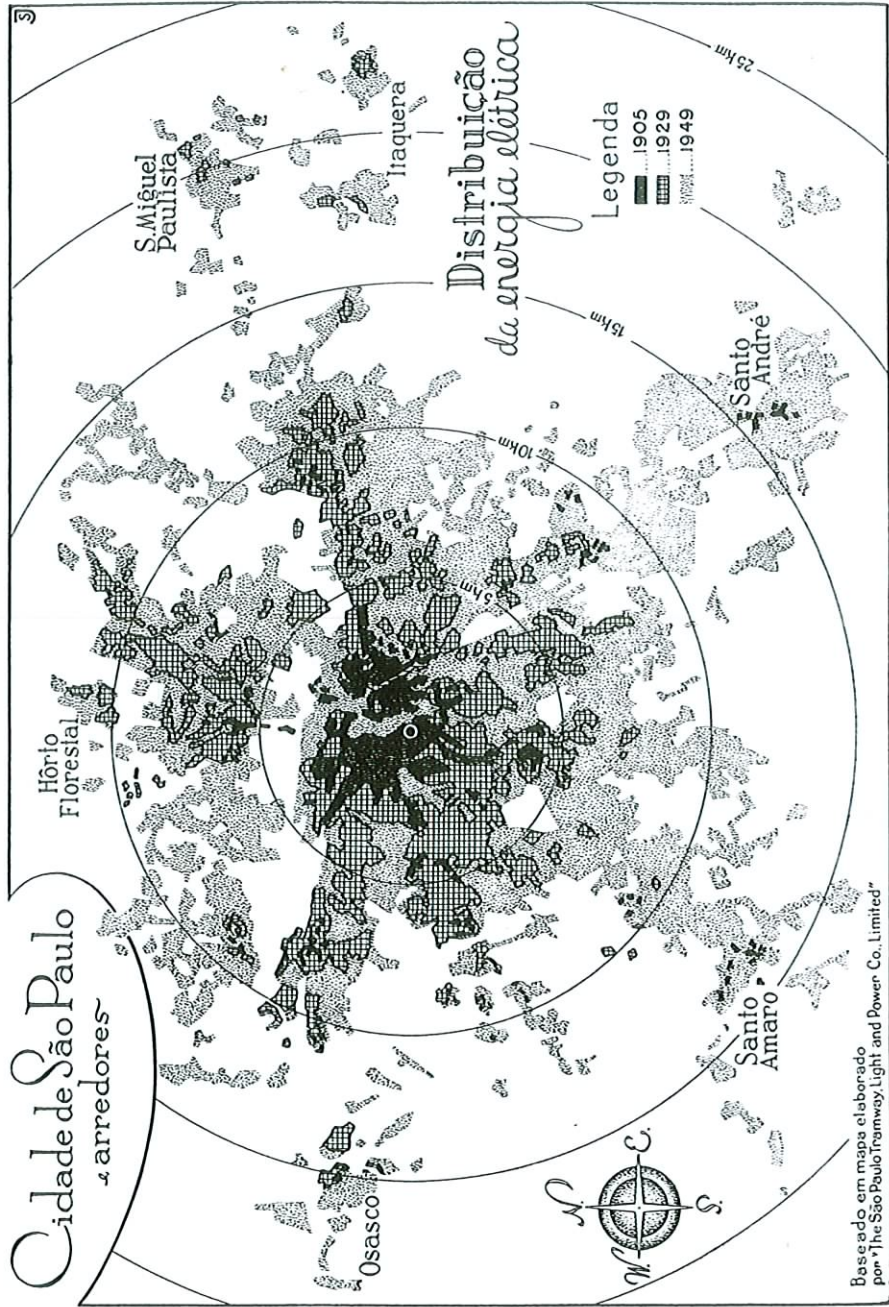 Cidade de São Paulo
e arredores
Distribuição
da energia elétrica
Legenda
1905
1929
1949
Hôrto
Florestal
S. Miguel
Paulista
Itaquera
Osasco
Santo
André
Santo
Amaro
5 km
10 km
15 km
25 km
N.
W.
E.
S.
Baseado em mapa elaborado
por "The São Paulo Tramway, Light and Power Co., Limited"